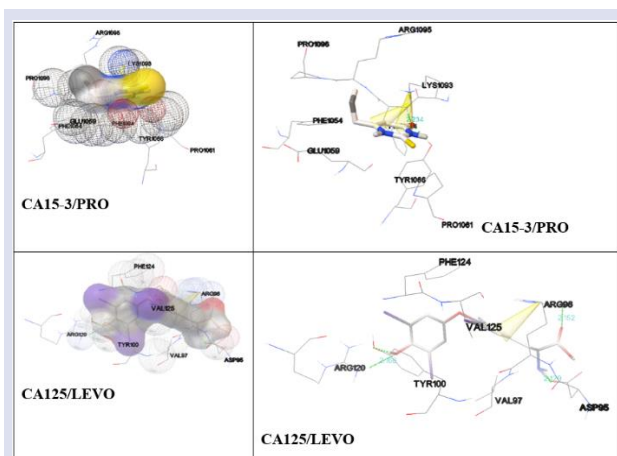 ARG1095
LYS1093
PRO1096
GLU1059
PHE1054
TYR1066
PRO1061
CA15-3/PRO
ARG1095
PRO1096
LYS1093
PHE1054
GLU1059
TYR1066
PRO1061
CA15-3/PRO
PHE124
VAL125
ARG96
ARG120
TYR100
VAL97
ASP95
CA125/LEVO
PHE124
ARG96
VAL125
ARG120
TYR100
VAL97
ASP95
CA125/LEVO